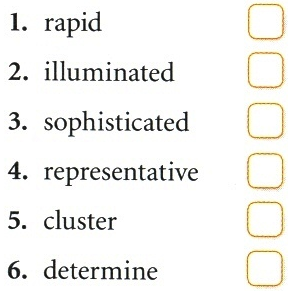 1. rapid
2. illuminated
3. sophisticated
4. representative
5. cluster
6. determine